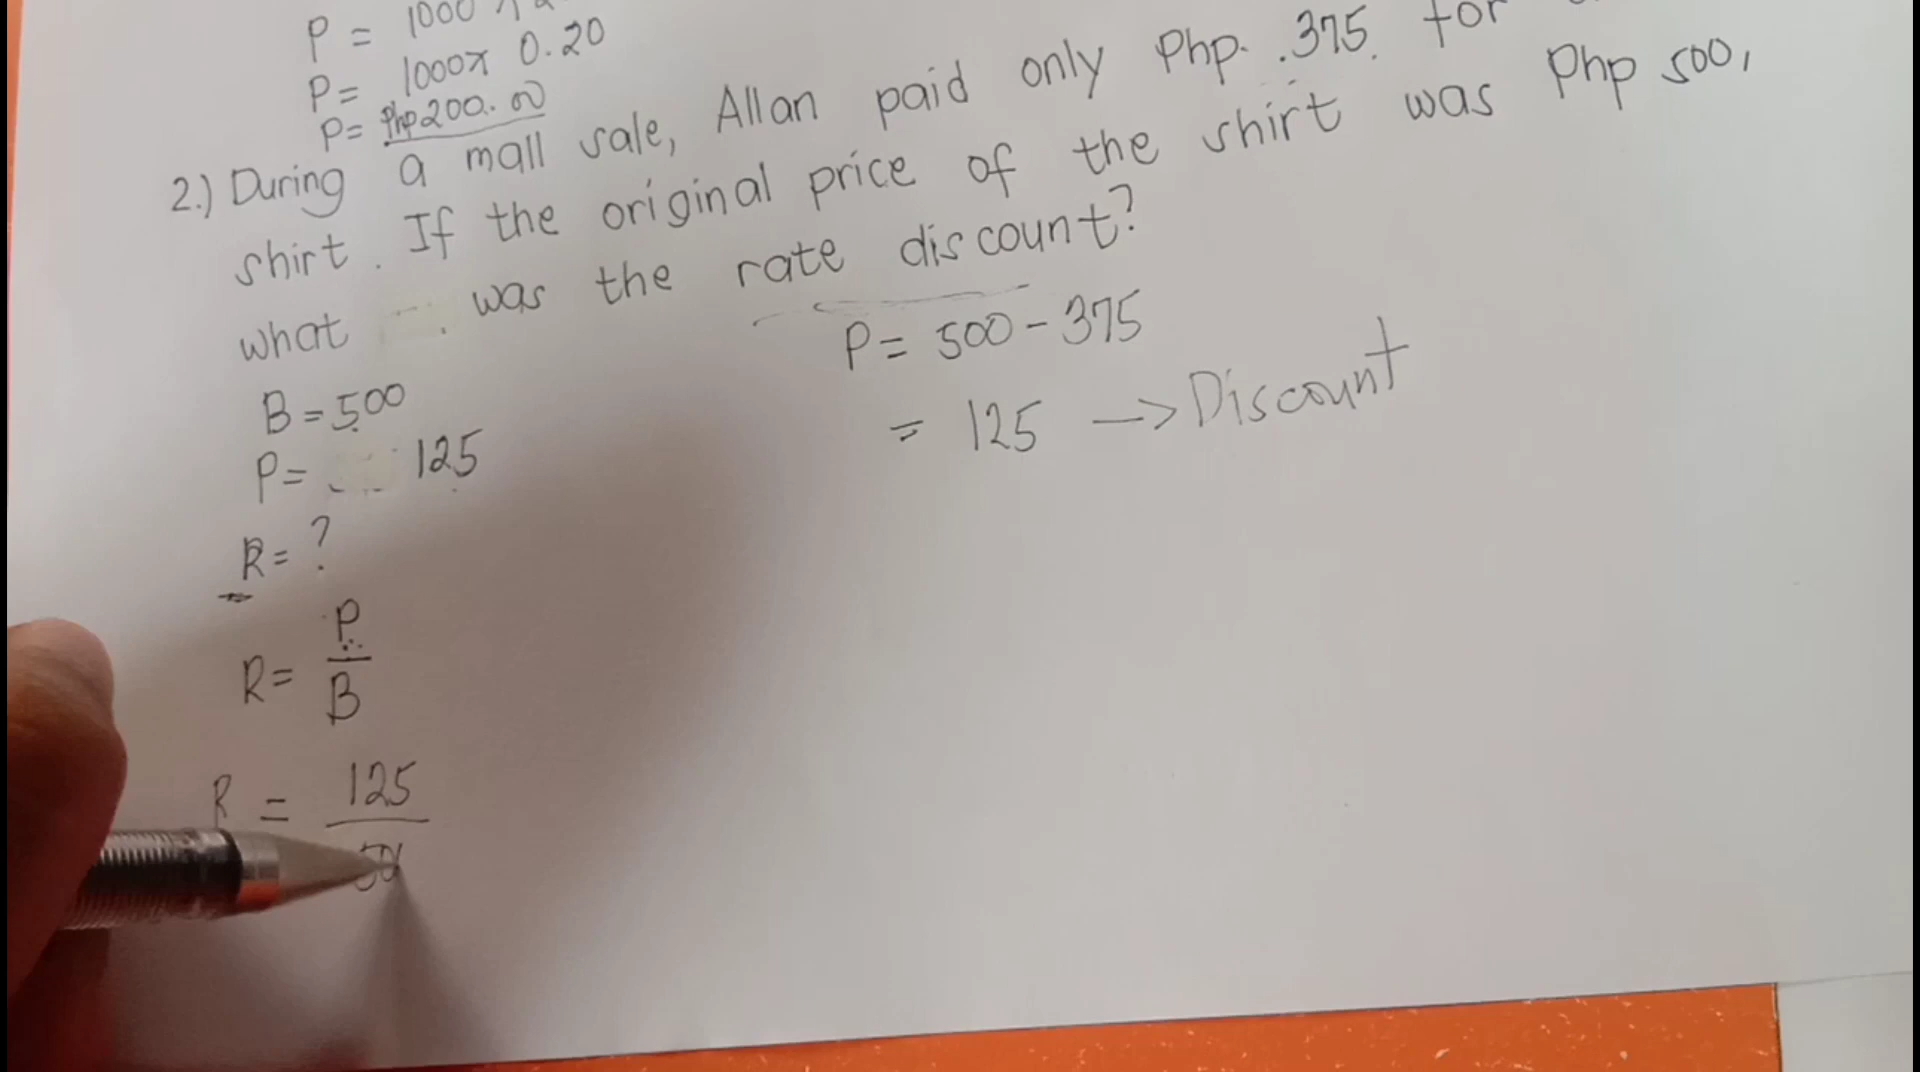 P = 1000 x
P= 1000x 0.20
P= Php200.00
2.) During a mall sale, Allan paid only Php. 375. for
shirt. If the original price of the shirt was Php 500,
what was the rate discount?
P= 500-375
= 125 -> Discount
B=500
P= 125
R= ?
R= P
B
R = 125